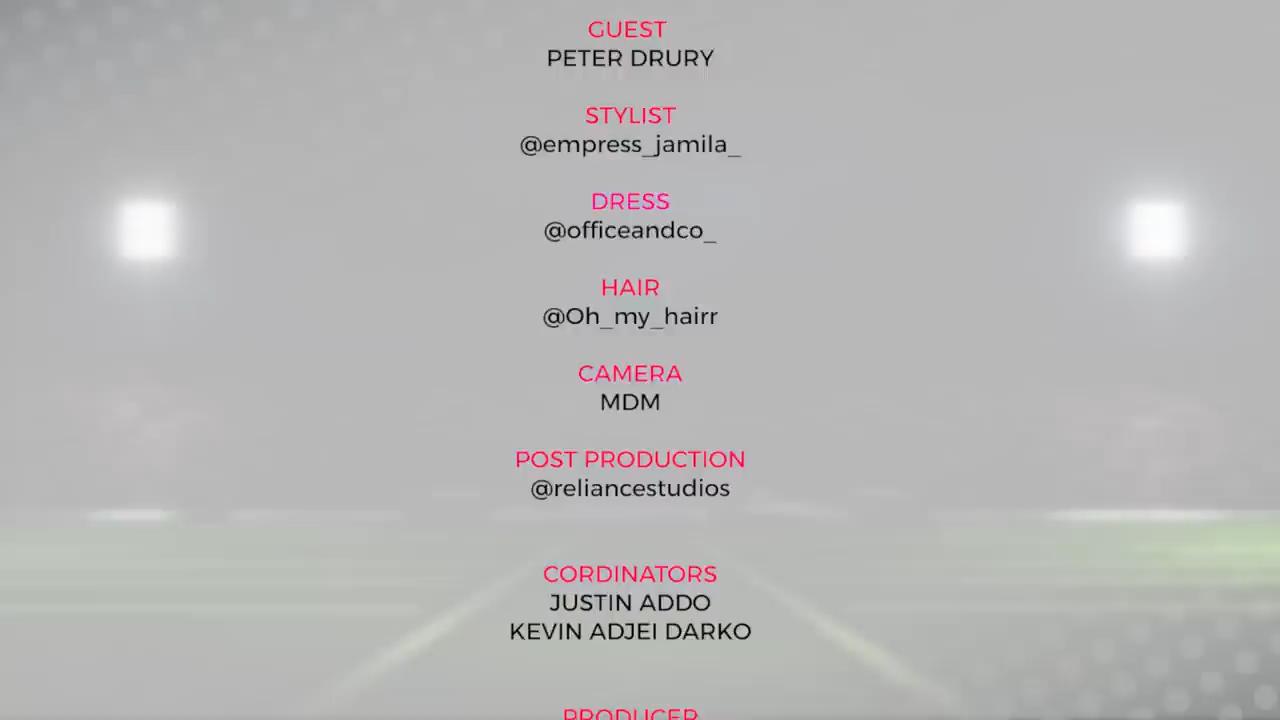 GUEST
PETER DRURY
STYLIST
@empress_jamila_
DRESS
@officeandco_
HAIR
@Oh_my_hairr
CAMERA
MDM
POST PRODUCTION
@reliancestudios
CORDINATORS
JUSTIN ADDO
KEVIN ADJEI DARKO
PRODUCER